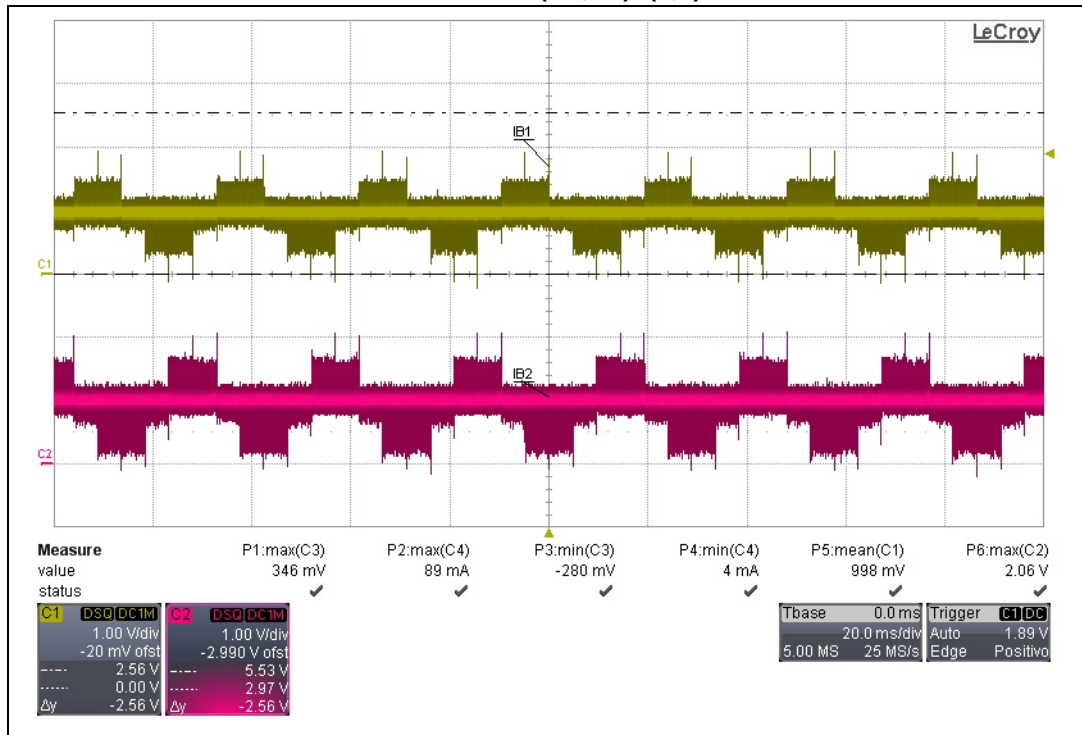 LeCroy
IB1
C1
IB2
C2
Measure P1:max(C3) P2:max(C4) P3:min(C3) P4:min(C4) P5:mean(C1) P6:max(C2)
value 346 mV 89 mA -280 mV 4 mA 998 mV 2.06 V
status ✓ ✓ ✓ ✓ ✓ ✓
C1 DSQ DC1M
1.00 V/div
-20 mV ofst
2.56 V
0.00 V
Δy -2.56 V
C2 DSQ DC1M
1.00 V/div
-2.990 V ofst
5.53 V
2.97 V
Δy -2.56 V
Tbase 0.0 ms
20.0 ms/div
5.00 MS 25 MS/s
Trigger C1 DC
Auto 1.89 V
Edge Positivo